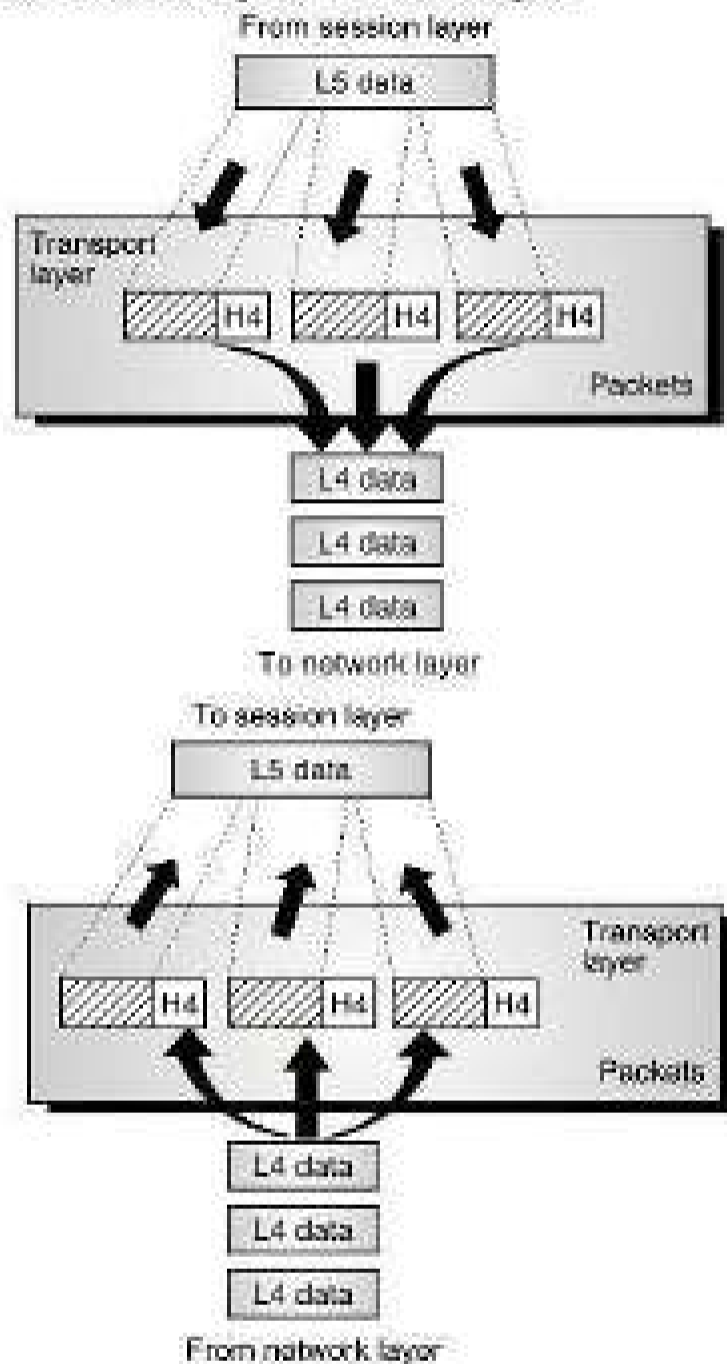 From session layer
L5 data
Transport
layer
H4
H4
H4
Packets
L4 data
L4 data
L4 data
To network layer
To session layer
L5 data
Transport
layer
H4
H4
H4
Packets
L4 data
L4 data
L4 data
From network layer